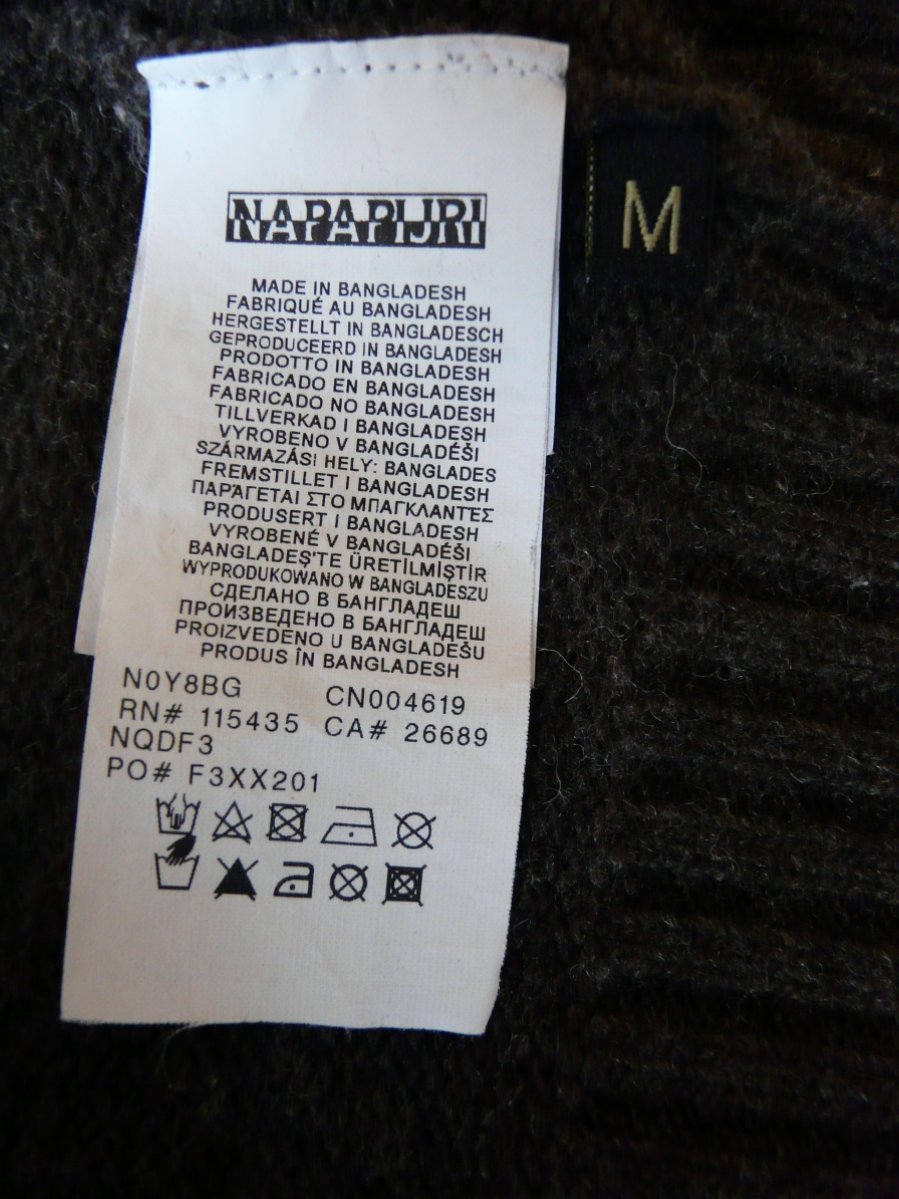 NAPAPIJRI
M
MADE IN BANGLADESH
FABRIQUÉ AU BANGLADESH
HERGESTELLT IN BANGLADESCH
GEPRODUCEERD IN BANGLADESH
PRODOTTO IN BANGLADESH
FABRICADO EN BANGLADESH
FABRICADO NO BANGLADESH
TILLVERKAD I BANGLADESH
VYROBENO V BANGLADÉŠI
SZÁRMAZÁSI HELY: BANGLADES
FREMSTILLET I BANGLADESH
ΠΑΡΑΓΕΤΑΙ ΣΤΟ ΜΠΑΓΚΛΑΝΤΕΣ
PRODUSERT I BANGLADESH
VYROBENÉ V BANGLADÉŠI
BANGLADEŞ'TE ÜRETİLMİŞTİR
WYPRODUKOWANO W BANGLADESZU
СДЕЛАНО В БАНГЛАДЕШ
ПРОИЗВЕДЕНО В БАНГЛАДЕШ
PROIZVEDENO U BANGLADEŠU
PRODUS ÎN BANGLADESH
N0Y8BG CN004619
RN# 115435 CA# 26689
NQDF3
PO# F3XX201